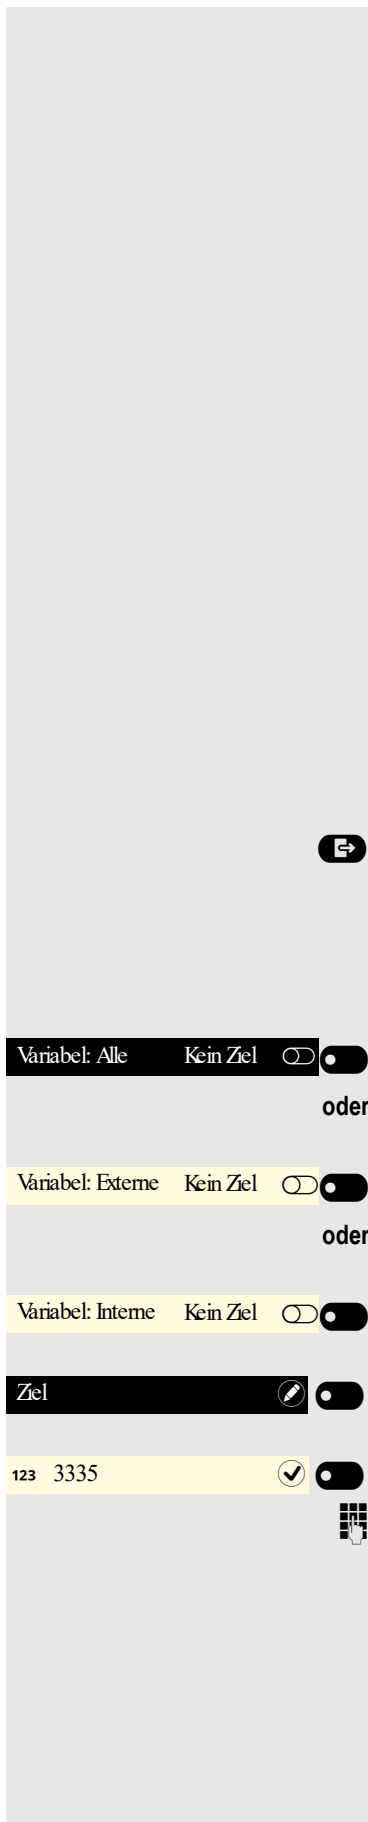 Variabel: Alle Kein Ziel
oder
Variabel: Externe Kein Ziel
oder
Variabel: Interne Kein Ziel
Ziel
123 3335